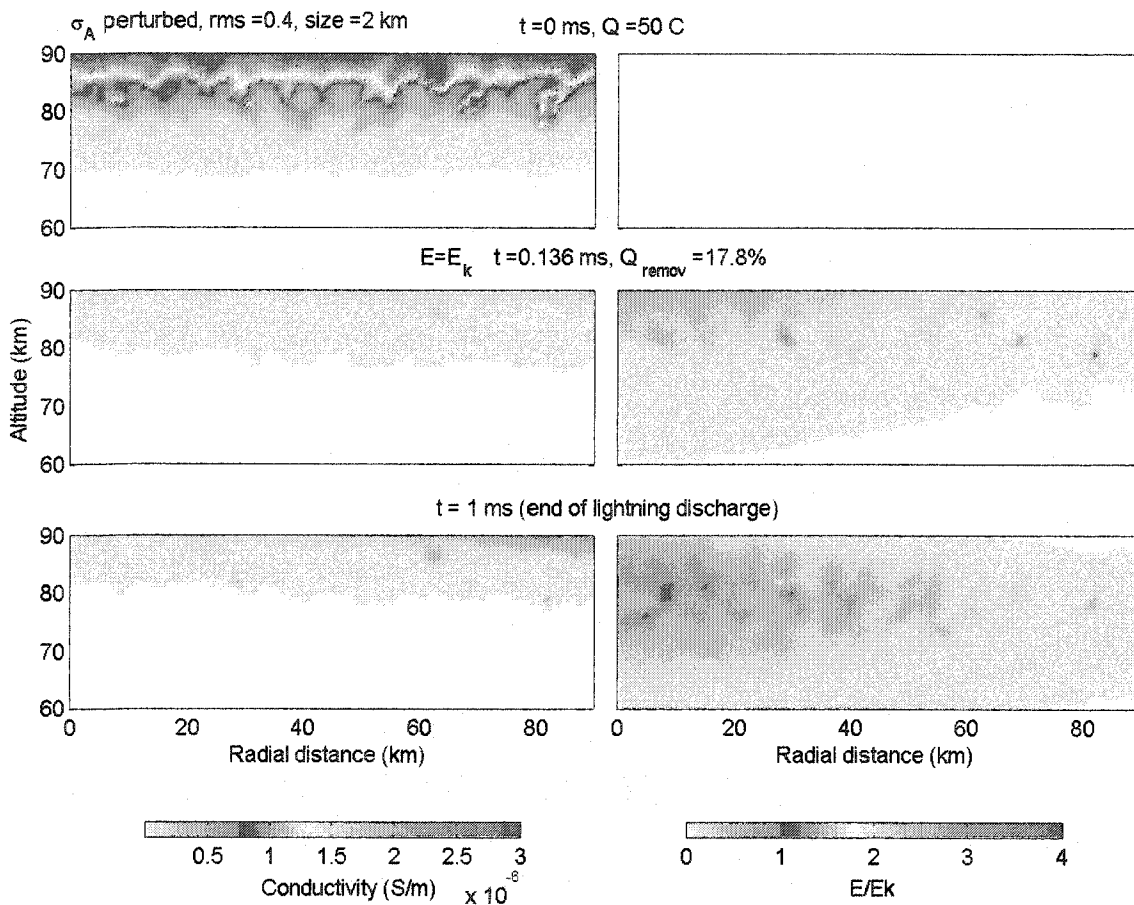 σA perturbed, rms =0.4, size =2 km t=0 ms, Q =50 C
90
80
70
60
E=Ek t=0.136 ms, Qremov =17.8%
90
80
70
60
Altitude (km)
t = 1 ms (end of lightning discharge)
90
80
70
60
0 20 40 60 80 0 20 40 60 80
Radial distance (km) Radial distance (km)
0.5 1 1.5 2 2.5 3 0 1 2 3 4
Conductivity (S/m) x 10^-6 E/Ek